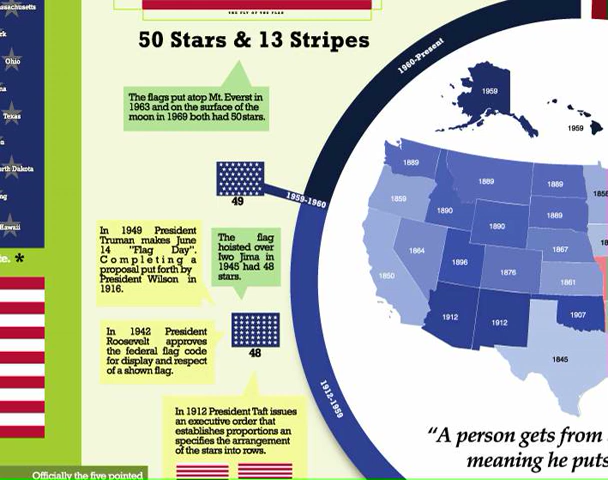 THE FLY OF THE FLAG
50 Stars & 13 Stripes
1960-Present
The flags put atop Mt. Everst in
1963 and on the surface of the
moon in 1969 both had 50 stars.
49
1959-1960
In 1949 President
Truman makes June
14 "Flag Day".
Completing a
proposal put forth by
President Wilson in
1916.
The flag
hoisted over
Iwo Jima in
1945 had 48
stars.
In 1942 President
Roosevelt approves
the federal flag code
for display and respect
of a shown flag.
48
1912-1959
In 1912 President Taft issues
an executive order that
establishes proportions an
specifies the arrangement
of the stars into rows.
Officially the five pointed
ssachusetts
rk
Ohio
na
Texas
n
rth Dakota
ng
Hawaii
te. *
1959
1959
1889
1889
1889
1859
1890
1890
1889
1864
1867
1850
1896
1876
1861
1912
1912
1907
1845
"A person gets from
meaning he puts